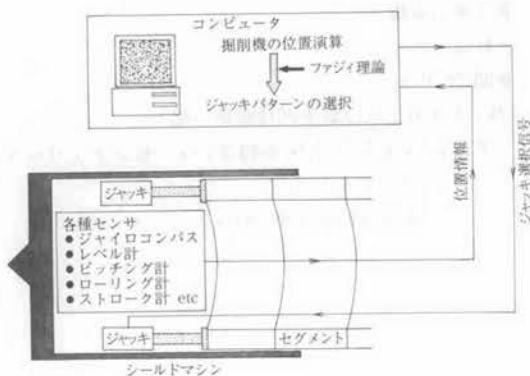 コンピュータ
掘削機の位置演算
ファジィ理論
ジャッキパターンの選択
位置情報
ジャッキ選択信号
ジャッキ
各種センサ
● ジャイロコンパス
● レベル計
● ピッチング計
● ローリング計
● ストローク計 etc
ジャッキ
セグメント
シールドマシン